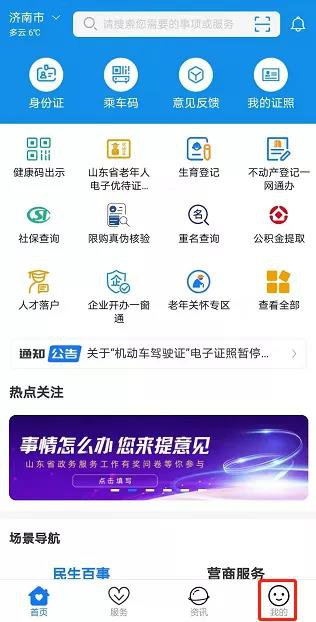 济南市
多云 6℃
请搜索您需要的事项或服务
身份证 乘车码 意见反馈 我的证照
健康码出示 山东省老年人电子优待证... 生育登记 不动产登记一网通办
社保查询 限购真伪核验 重名查询 公积金提取
人才落户 企业开办一窗通 老年关怀专区 查看全部
通知 公告 关于“机动车驾驶证”电子证照暂停...
热点关注
事情怎么办 您来提意见
山东省政务服务工作有奖问卷等你参与
点击填写
场景导航
民生百事 营商服务
首页 服务 资讯 我的